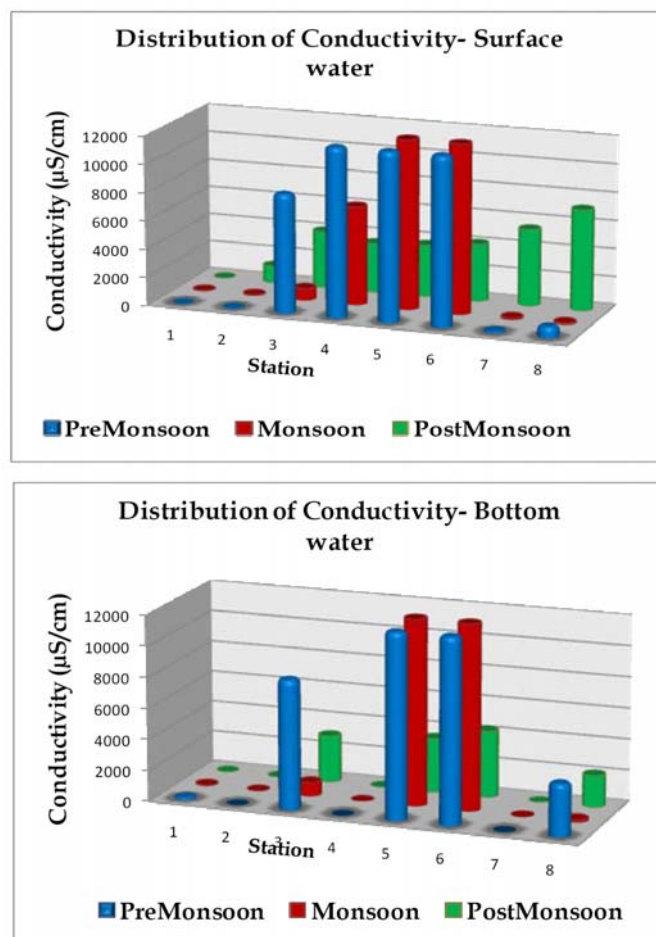 Distribution of Conductivity- Surface
water
Conductivity (µS/cm)
12000
10000
8000
6000
4000
2000
0
1 2 3 4 5 6 7 8
Station
PreMonsoon Monsoon PostMonsoon
Distribution of Conductivity- Bottom
water
Conductivity (µS/cm)
12000
10000
8000
6000
4000
2000
0
1 2 3 4 5 6 7 8
Station
PreMonsoon Monsoon PostMonsoon